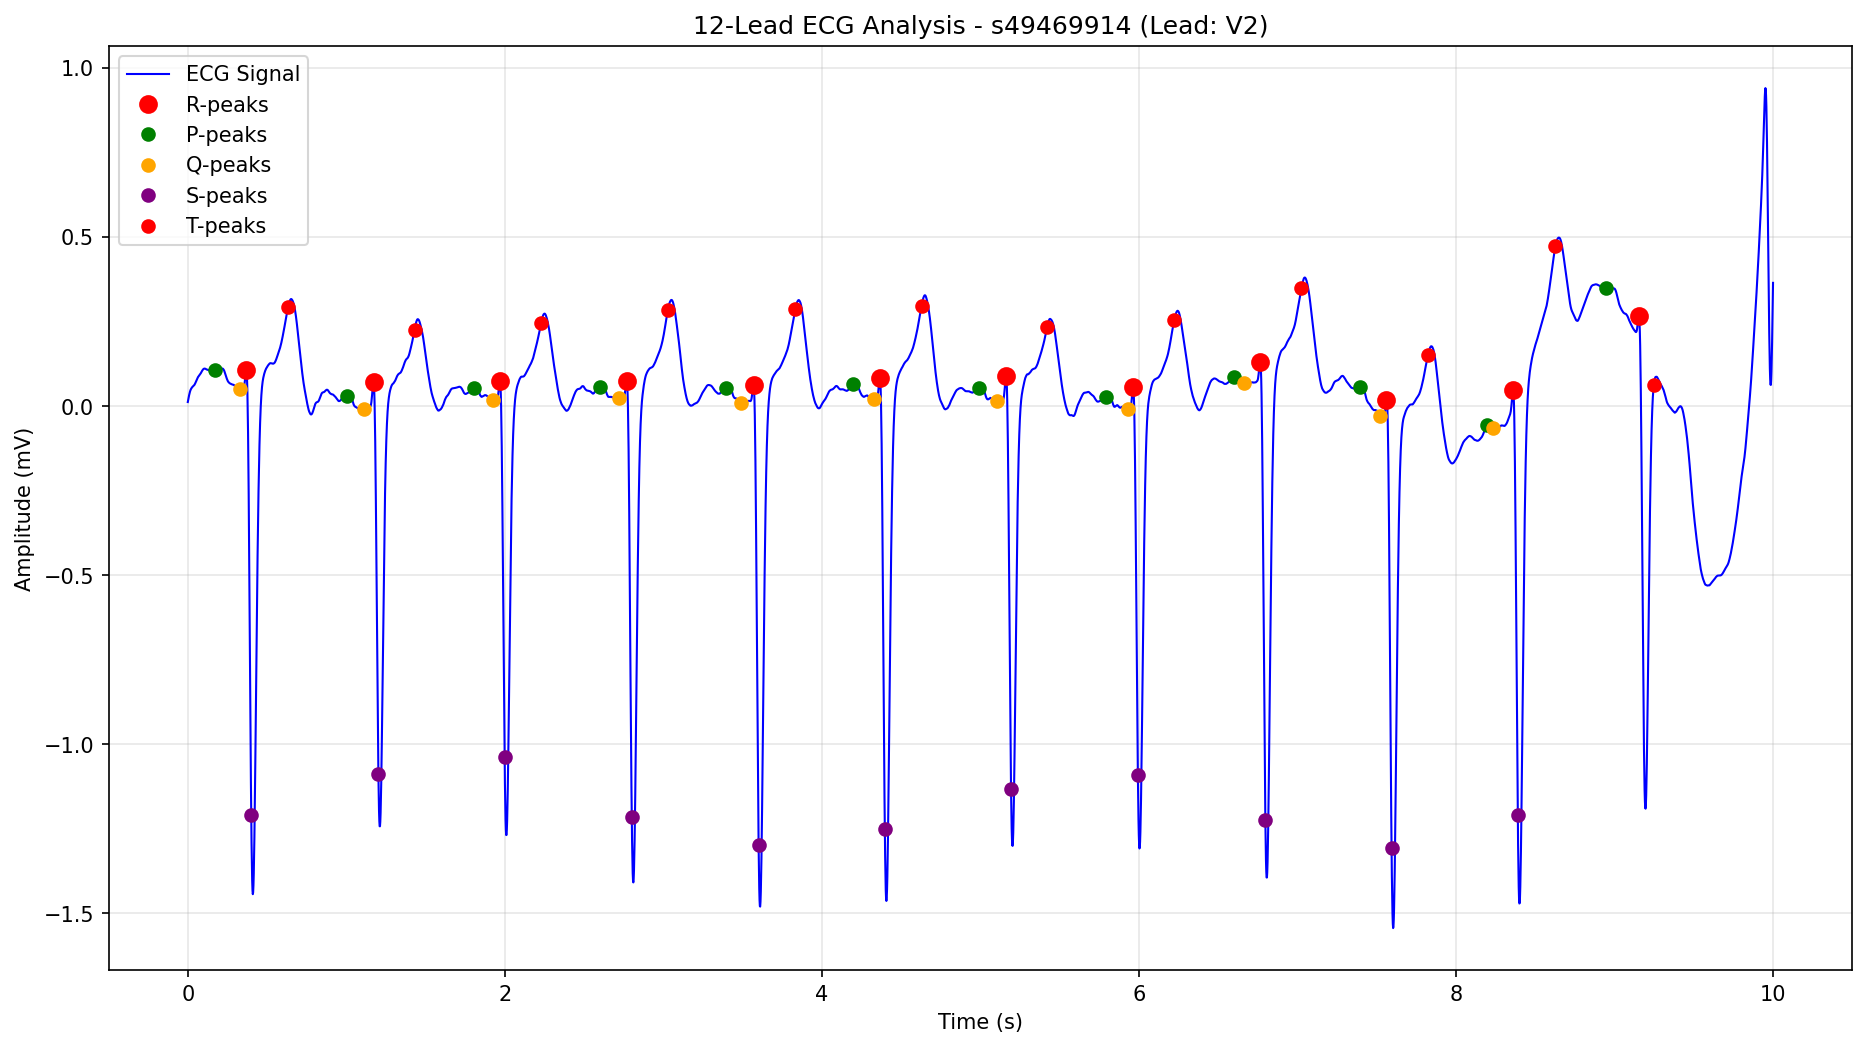 12-Lead ECG Analysis - s49469914 (Lead: V2)
ECG Signal
R-peaks
P-peaks
Q-peaks
S-peaks
T-peaks
1.0
0.5
0.0
−0.5
−1.0
−1.5
Amplitude (mV)
0 2 4 6 8 10
Time (s)